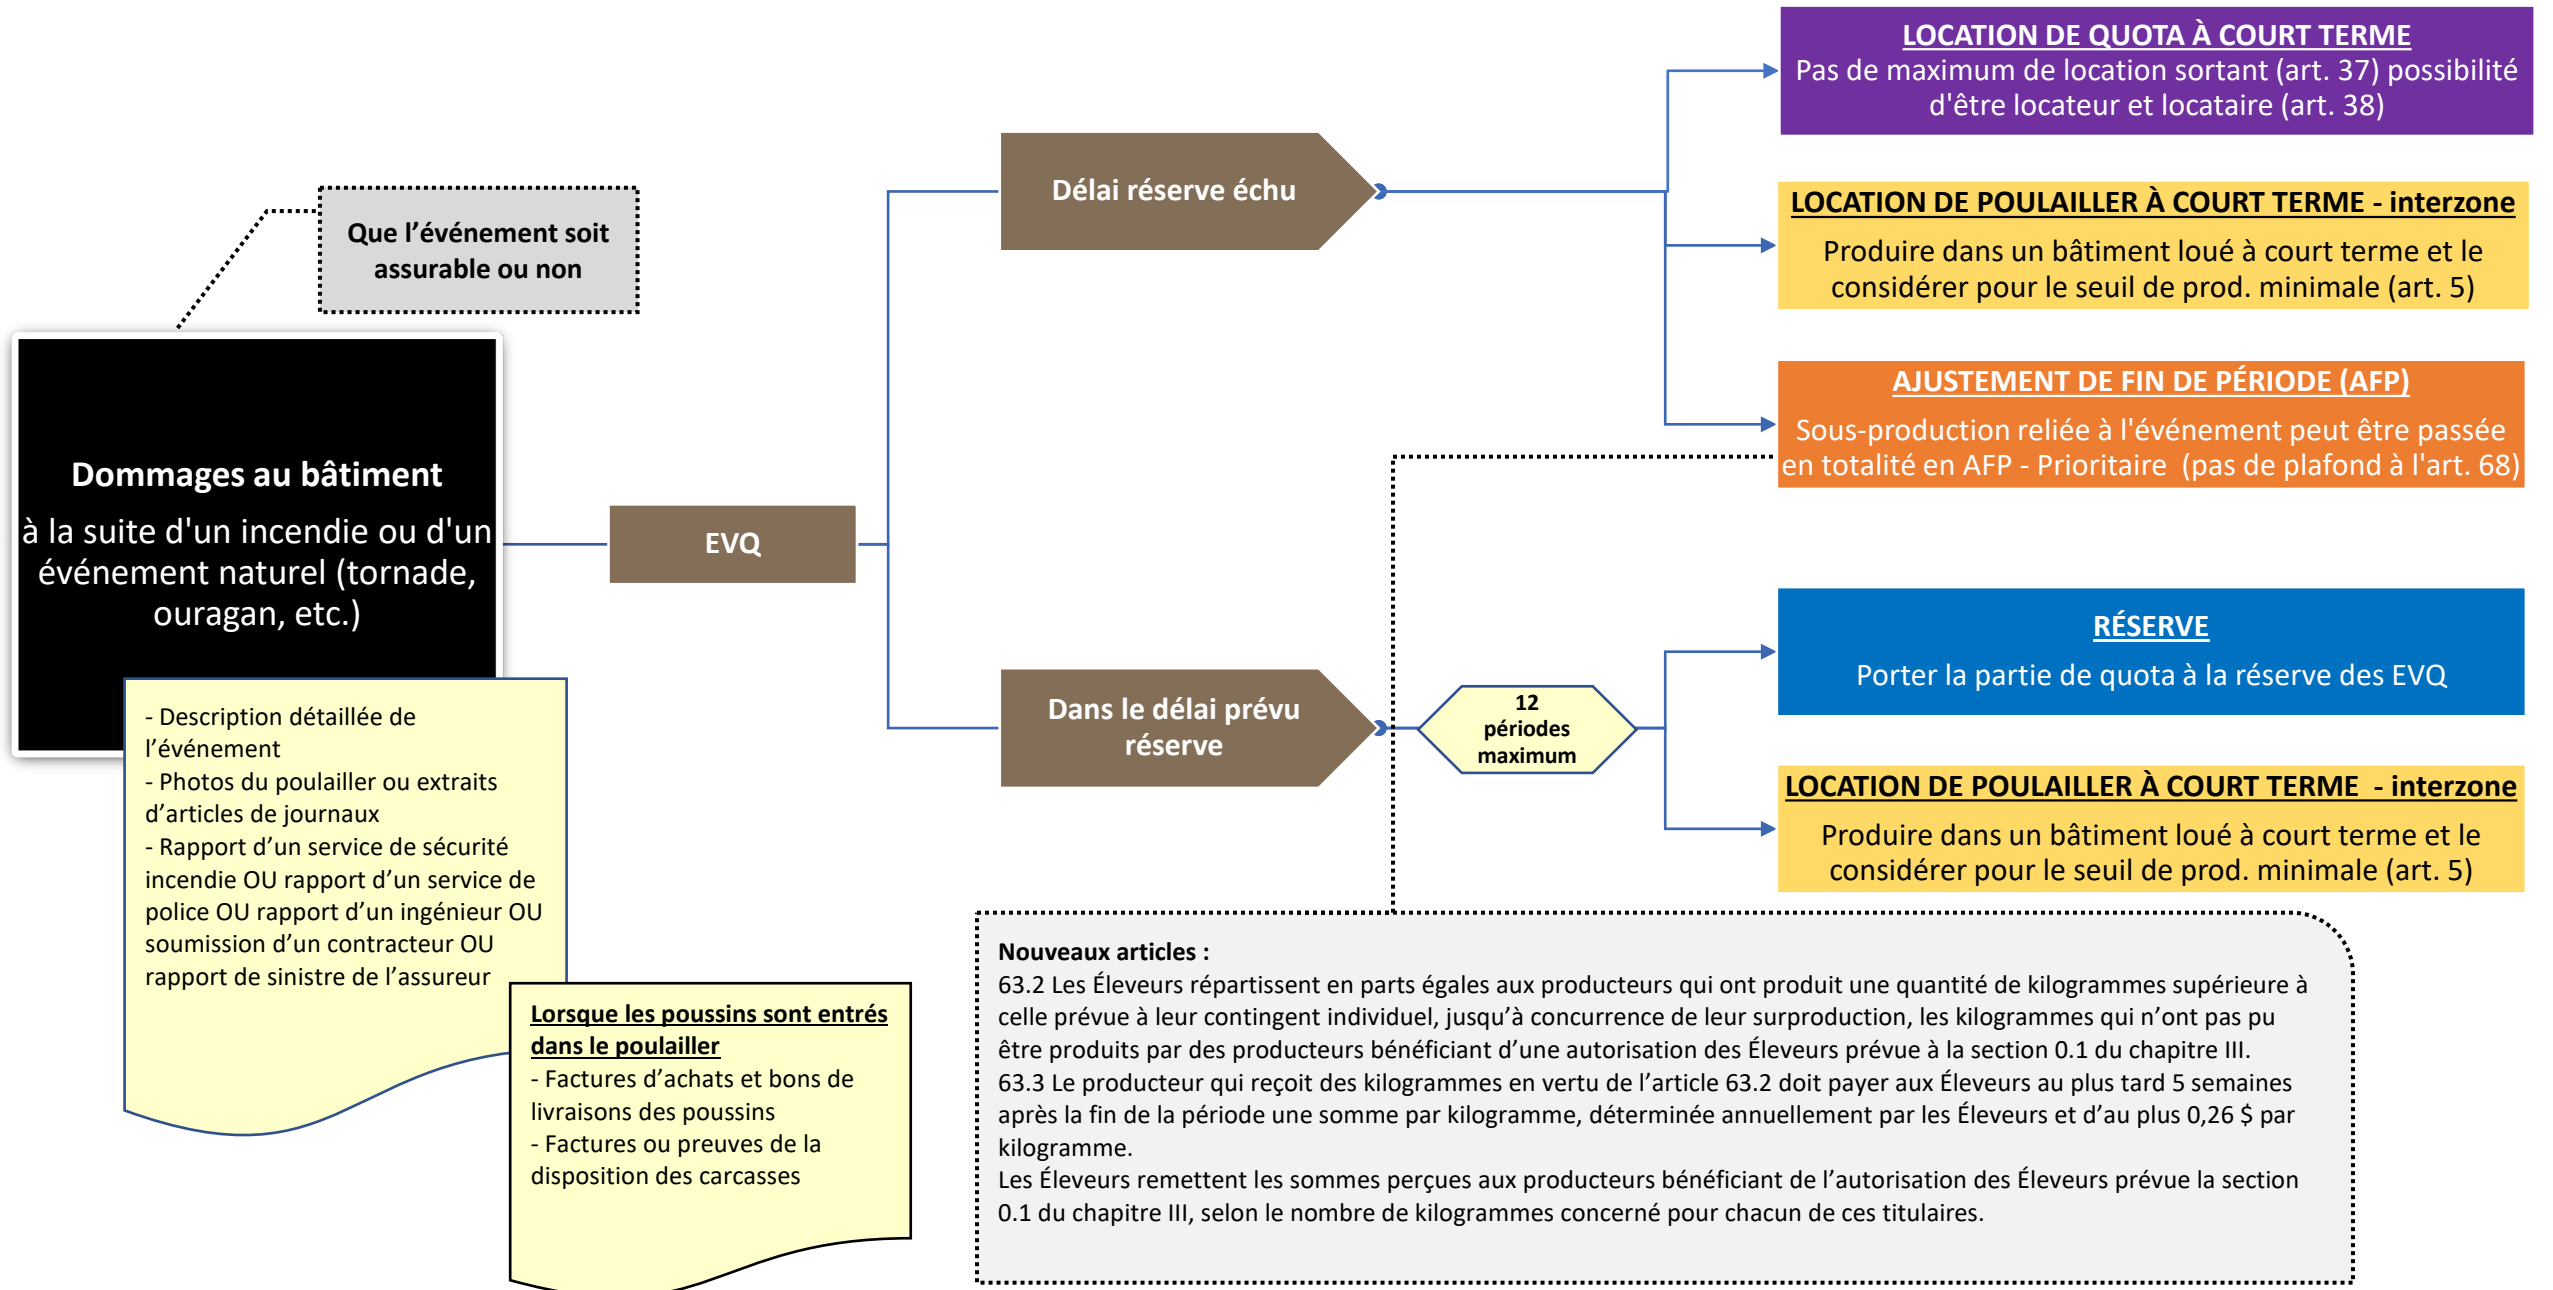 LOCATION DE QUOTA À COURT TERME
Pas de maximum de location sortant (art. 37) possibilité
d'être locateur et locataire (art. 38)
Délai réserve échu
Que l’événement soit
assurable ou non
LOCATION DE POULAILLER À COURT TERME - interzone
Produire dans un bâtiment loué à court terme et le
considérer pour le seuil de prod. minimale (art. 5)
AJUSTEMENT DE FIN DE PÉRIODE (AFP)
Sous-production reliée à l'événement peut être passée
en totalité en AFP - Prioritaire (pas de plafond à l'art. 68)
Dommages au bâtiment
à la suite d'un incendie ou d'un
événement naturel (tornade,
ouragan, etc.)
EVQ
RÉSERVE
Porter la partie de quota à la réserve des EVQ
Dans le délai prévu
réserve
12
périodes
maximum
LOCATION DE POULAILLER À COURT TERME - interzone
Produire dans un bâtiment loué à court terme et le
considérer pour le seuil de prod. minimale (art. 5)
- Description détaillée de
l’événement
- Photos du poulailler ou extraits
d’articles de journaux
- Rapport d’un service de sécurité
incendie OU rapport d’un service de
police OU rapport d’un ingénieur OU
soumission d’un contracteur OU
rapport de sinistre de l’assureur
Lorsque les poussins sont entrés
dans le poulailler
- Factures d’achats et bons de
livraisons des poussins
- Factures ou preuves de la
disposition des carcasses
Nouveaux articles :
63.2 Les Éleveurs répartissent en parts égales aux producteurs qui ont produit une quantité de kilogrammes supérieure à
celle prévue à leur contingent individuel, jusqu’à concurrence de leur surproduction, les kilogrammes qui n’ont pas pu
être produits par des producteurs bénéficiant d’une autorisation des Éleveurs prévue à la section 0.1 du chapitre III.
63.3 Le producteur qui reçoit des kilogrammes en vertu de l’article 63.2 doit payer aux Éleveurs au plus tard 5 semaines
après la fin de la période une somme par kilogramme, déterminée annuellement par les Éleveurs et d’au plus 0,26 $ par
kilogramme.
Les Éleveurs remettent les sommes perçues aux producteurs bénéficiant de l’autorisation des Éleveurs prévue la section
0.1 du chapitre III, selon le nombre de kilogrammes concerné pour chacun de ces titulaires.